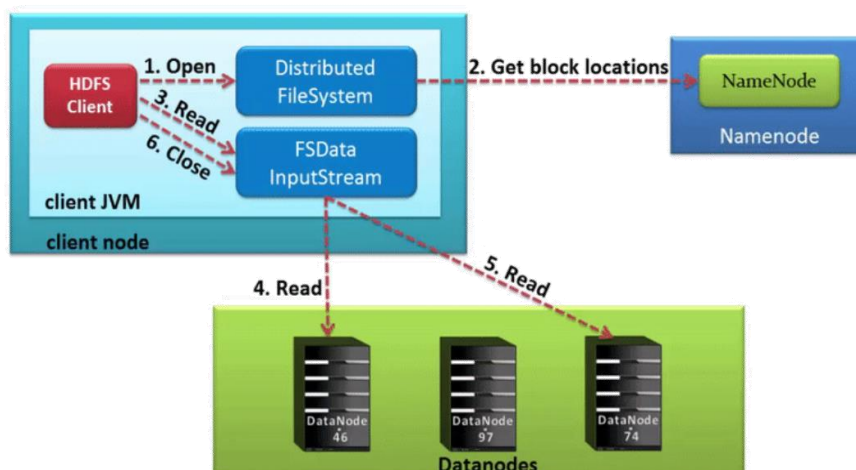 1. Open
HDFS
Client
Distributed
FileSystem
2. Get block locations
NameNode
Namenode
3. Read
6. Close
FSData
InputStream
client JVM
client node
4. Read
5. Read
DataNode
46
DataNode
97
DataNode
74
Datanodes